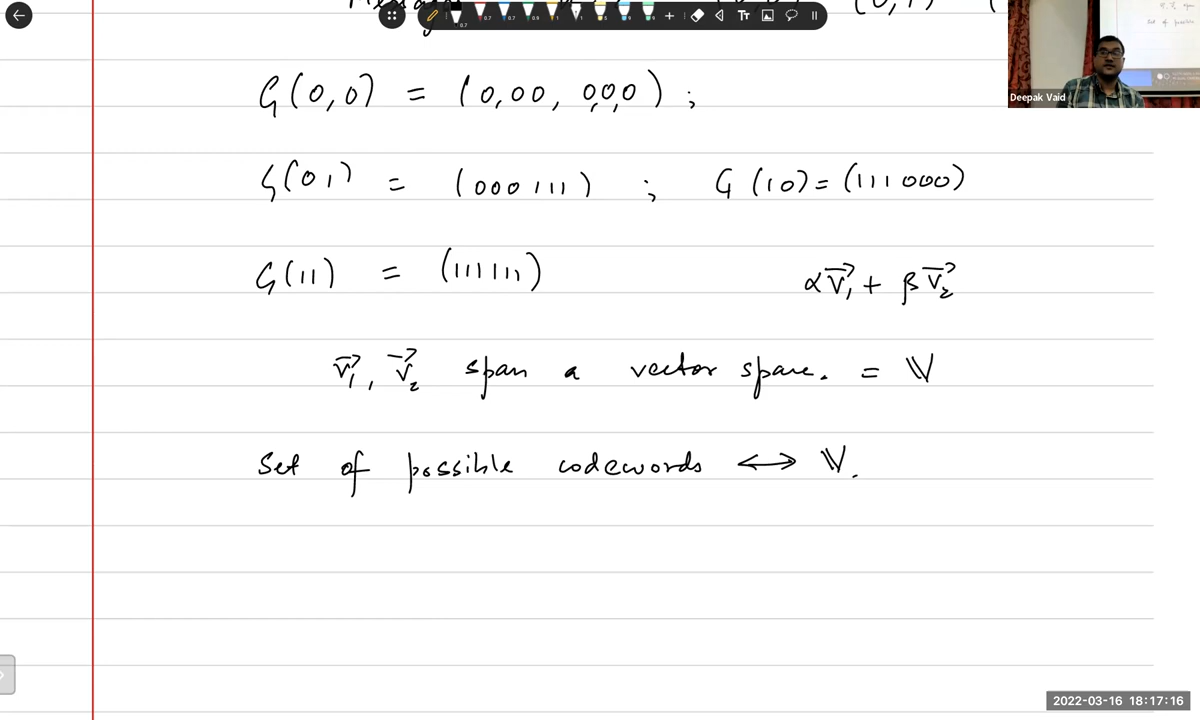 (0,1)
G(0,0) = (0,00, 0,0,0) ;
G(01) = (000111) ; G(10) = (111000)
G(11) = (111111)
αv⃗₁ + βv⃗₂
v⃗₁, v⃗₂ span a vector space. = 𝕍
Set of possible codewords ↔ 𝕍.
Deepak Vaid
2022-03-16 18:17:16